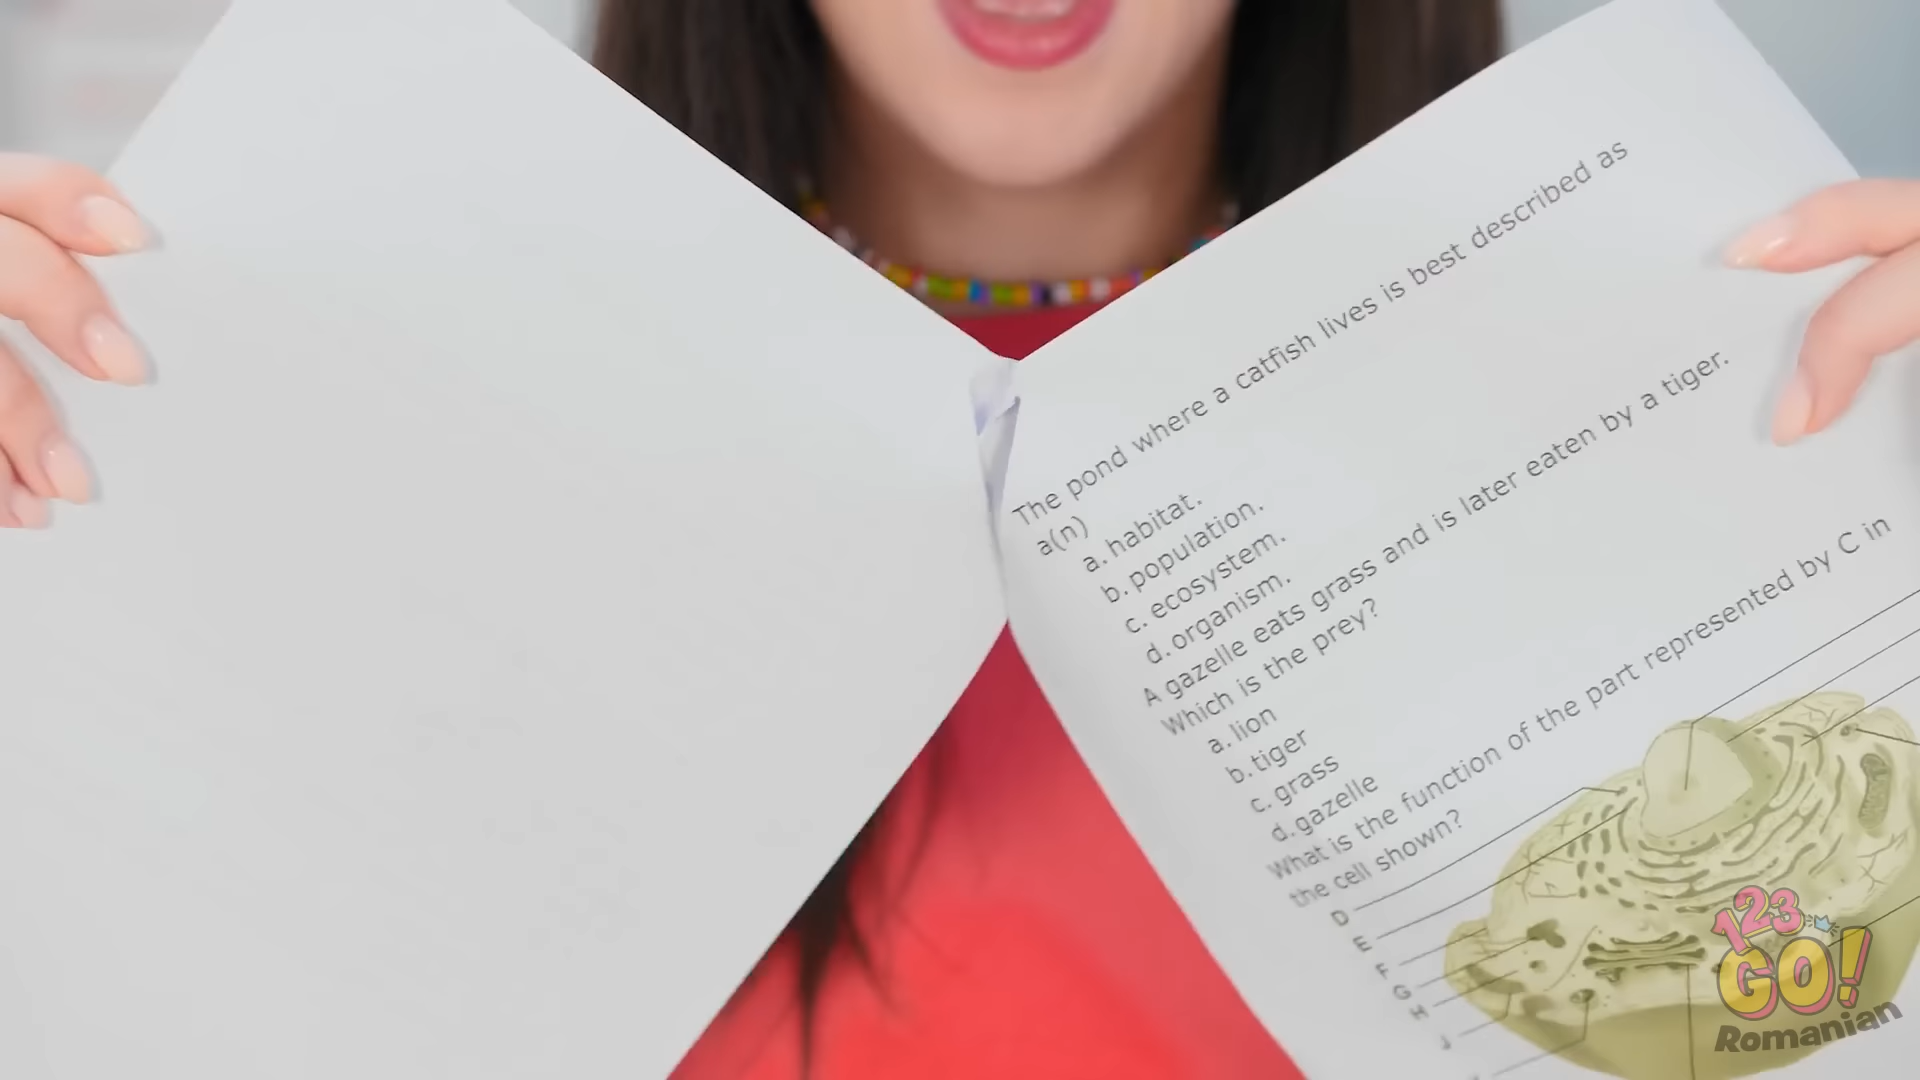 The pond where a catfish lives is best described as
a(n)
a. habitat.
b. population.
c. ecosystem.
d. organism.
A gazelle eats grass and is later eaten by a tiger.
Which is the prey?
a. lion
b. tiger
c. grass
d. gazelle
What is the function of the part represented by C in
the cell shown?
D
E
F
G
H
J
123
GO!
Romanian